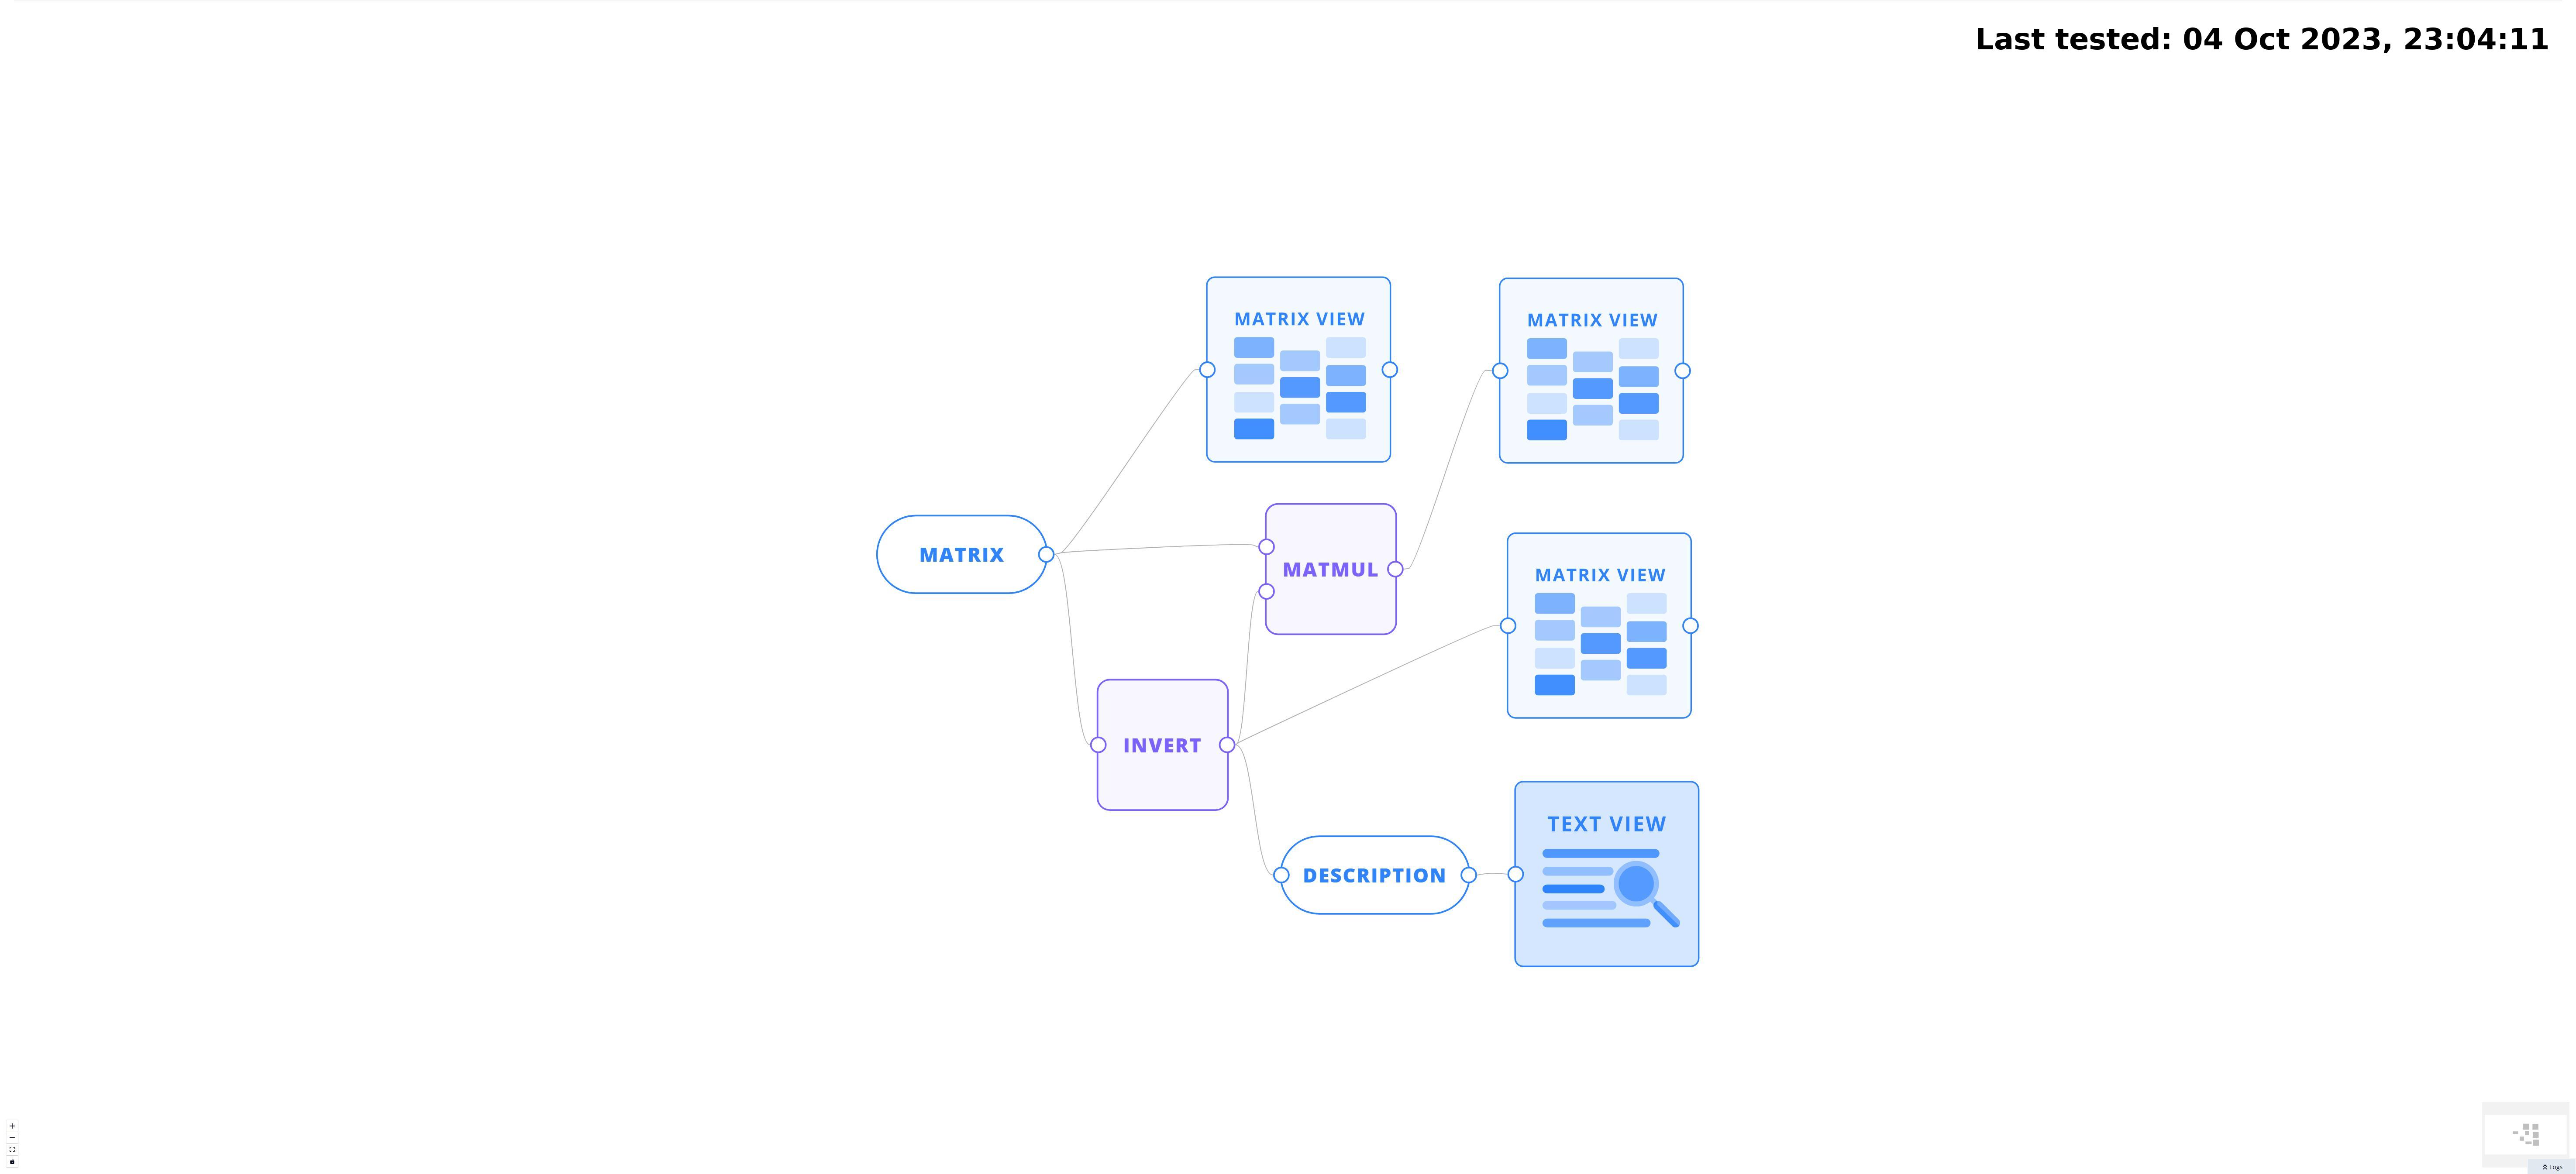 Last tested: 04 Oct 2023, 23:04:11
MATRIX VIEW
MATRIX VIEW
MATRIX
MATMUL
MATRIX VIEW
INVERT
TEXT VIEW
DESCRIPTION
Logs